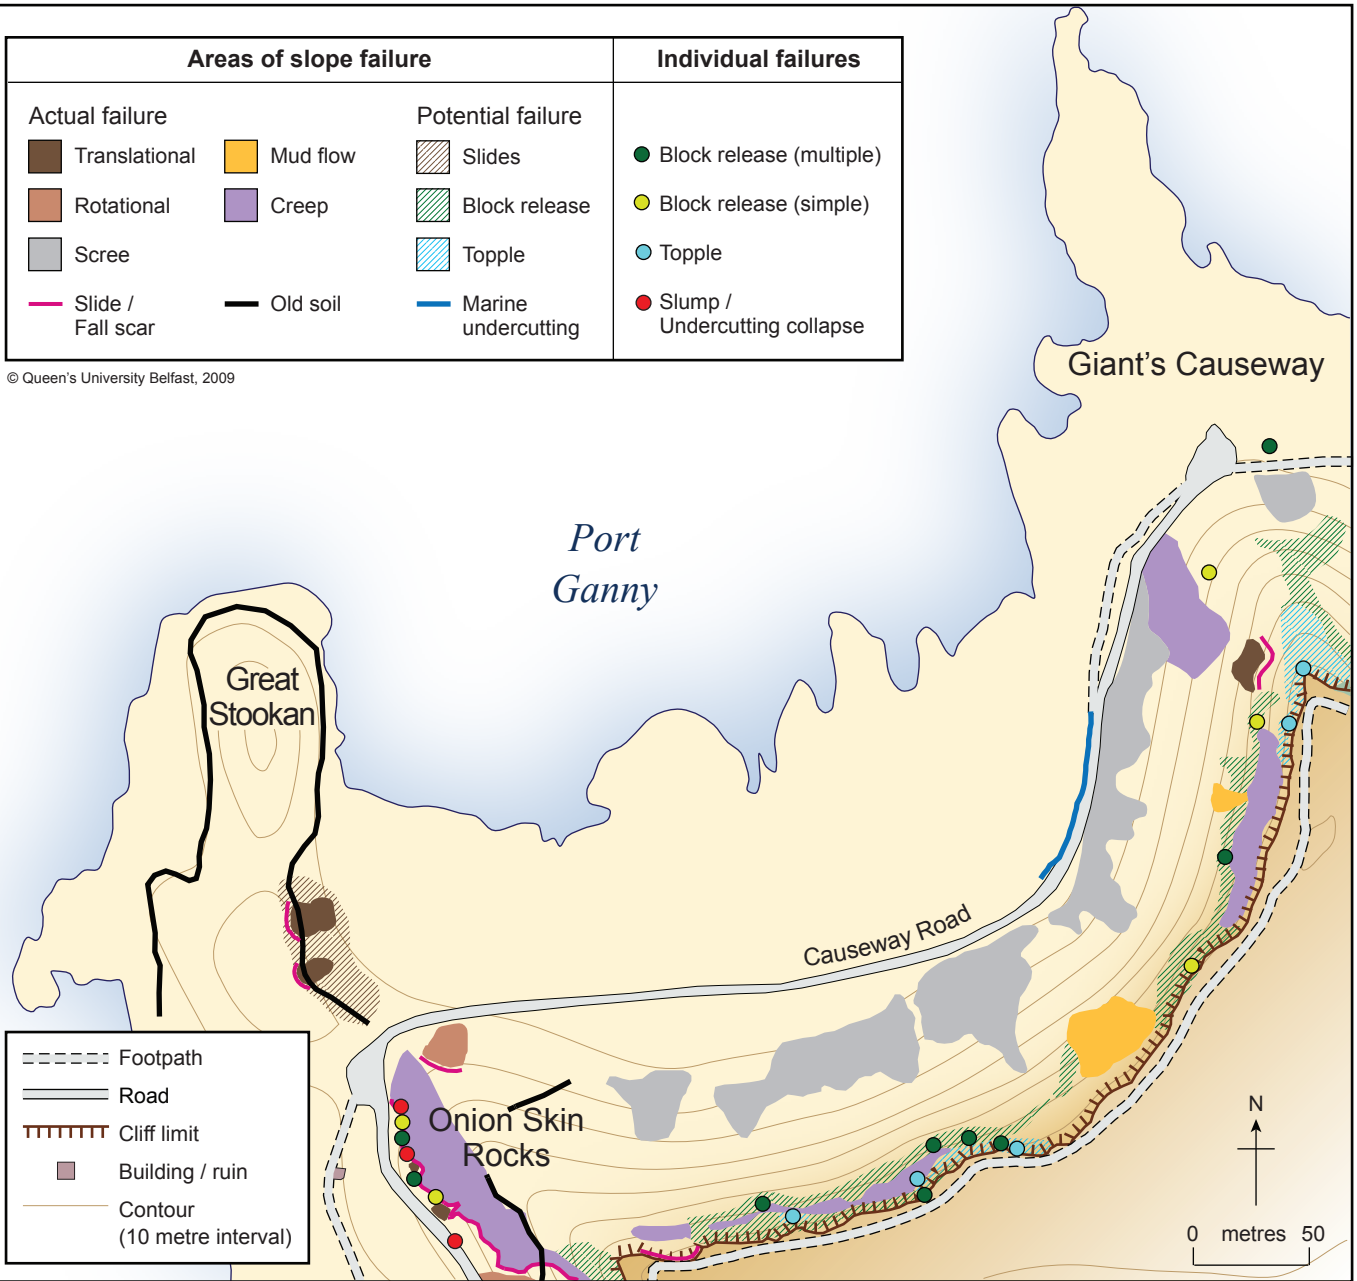 Areas of slope failure
Individual failures
Actual failure
Potential failure
Translational
Mud flow
Slides
Block release (multiple)
Rotational
Creep
Block release
Block release (simple)
Scree
Topple
Topple
Slide /
Fall scar
Old soil
Marine
undercutting
Slump /
Undercutting collapse
© Queen's University Belfast, 2009
Giant's Causeway
Port
Ganny
Great
Stookan
Causeway Road
Onion Skin
Rocks
Footpath
Road
Cliff limit
Building / ruin
Contour
(10 metre interval)
N
0 metres 50